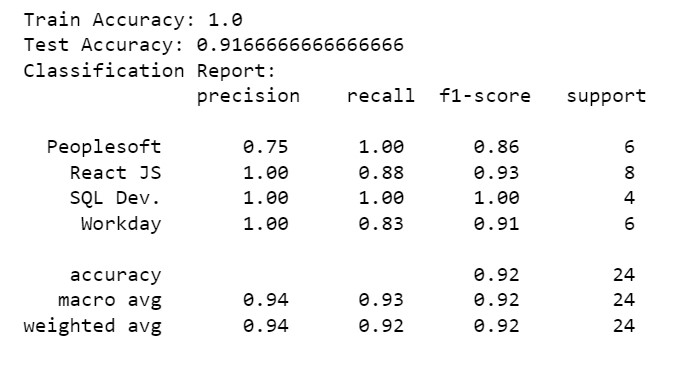 Train Accuracy: 1.0
Test Accuracy: 0.9166666666666666
Classification Report:
precision recall f1-score support
Peoplesoft 0.75 1.00 0.86 6
React JS 1.00 0.88 0.93 8
SQL Dev. 1.00 1.00 1.00 4
Workday 1.00 0.83 0.91 6
accuracy 0.92 24
macro avg 0.94 0.93 0.92 24
weighted avg 0.94 0.92 0.92 24